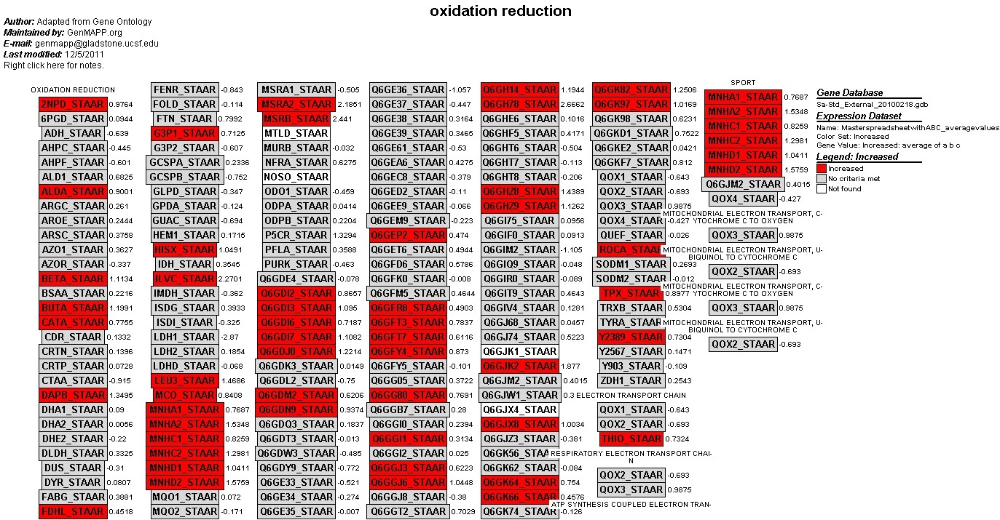 oxidation reduction
Author: Adapted from Gene Ontology
Maintained by: GenMAPP.org
E-mail: genmapp@gladstone.ucsf.edu
Last modified: 12/5/2011
Right click here for notes.
OXIDATION REDUCTION
2NPD_STAAR 0.9764
6PGD_STAAR 0.0944
ADH_STAAR -0.639
AHPC_STAAR -0.445
AHPF_STAAR -0.601
ALD1_STAAR 0.6825
ALDA_STAAR 0.9001
ARGC_STAAR 0.261
AROE_STAAR 0.2444
ARSC_STAAR 0.3758
AZO1_STAAR 0.3627
AZOR_STAAR -0.337
BETA_STAAR 1.1134
BSAA_STAAR 0.2216
BUTA_STAAR 1.1991
CATA_STAAR 0.7755
CDR_STAAR 0.1332
CRTN_STAAR 0.1396
CRTP_STAAR 0.0728
CTAA_STAAR -0.915
DAPB_STAAR 1.3495
DHA1_STAAR 0.09
DHA2_STAAR 0.0056
DHE2_STAAR -0.22
DLDH_STAAR 0.3325
DUS_STAAR -0.31
DYR_STAAR 0.0807
FABG_STAAR 0.3881
FDHL_STAAR 0.4518
FENR_STAAR -0.843
FOLD_STAAR -0.114
FTN_STAAR 0.7992
G3P1_STAAR 0.7125
G3P2_STAAR -0.607
GCSPA_STAAR 0.2336
GCSPB_STAAR -0.752
GLPD_STAAR -0.347
GPDA_STAAR -0.124
GUAC_STAAR -0.694
HEM1_STAAR 0.1715
HISX_STAAR 1.0491
IDH_STAAR 0.3545
ILVC_STAAR 2.2701
IMDH_STAAR -0.362
ISDG_STAAR 0.3933
ISDI_STAAR -0.325
LDH1_STAAR -2.87
LDH2_STAAR 0.1854
LDHD_STAAR -0.068
LEU3_STAAR 1.4686
MCO_STAAR 0.8408
MNHA1_STAAR 0.7687
MNHA2_STAAR 1.5348
MNHC1_STAAR 0.8259
MNHC2_STAAR 1.2981
MNHD1_STAAR 1.0411
MNHD2_STAAR 1.5759
MQO1_STAAR 0.072
MQO2_STAAR -0.171
MSRA1_STAAR -0.505
MSRA2_STAAR 2.1851
MSRB_STAAR 2.441
MTLD_STAAR
MURB_STAAR -0.032
NFRA_STAAR 0.6275
NOSO_STAAR
ODO1_STAAR -0.459
ODPA_STAAR 0.0414
ODPB_STAAR 0.2204
P5CR_STAAR 1.3294
PFLA_STAAR 0.3588
PURK_STAAR -0.463
Q6GDE4_STAAR -0.078
Q6GDI2_STAAR 0.8657
Q6GDI3_STAAR 1.095
Q6GDI6_STAAR 0.7187
Q6GDI7_STAAR 1.1082
Q6GDJ0_STAAR 1.2214
Q6GDK3_STAAR 0.0149
Q6GDL2_STAAR -0.75
Q6GDM2_STAAR 0.6206
Q6GDN9_STAAR 0.9374
Q6GDQ3_STAAR 0.1837
Q6GDT3_STAAR -0.013
Q6GDW3_STAAR -0.485
Q6GDY9_STAAR -0.772
Q6GE33_STAAR -0.521
Q6GE34_STAAR -0.274
Q6GE35_STAAR -0.007
Q6GE36_STAAR -1.057
Q6GE37_STAAR -0.447
Q6GE38_STAAR 0.3164
Q6GE39_STAAR 0.3465
Q6GE61_STAAR -0.53
Q6GEA6_STAAR 0.4275
Q6GEC8_STAAR -0.379
Q6GED2_STAAR -0.11
Q6GEE9_STAAR -0.066
Q6GEM9_STAAR -0.223
Q6GEP2_STAAR 0.474
Q6GET6_STAAR 0.4944
Q6GFD6_STAAR 0.5786
Q6GFK0_STAAR -0.008
Q6GFM5_STAAR 0.4644
Q6GFR8_STAAR 0.4903
Q6GFT3_STAAR 0.7837
Q6GFT7_STAAR 0.6116
Q6GFY4_STAAR 0.873
Q6GFY5_STAAR -0.101
Q6GG05_STAAR 0.3722
Q6GG80_STAAR 0.7691
Q6GGB7_STAAR 0.28
Q6GGI0_STAAR 0.2394
Q6GGI1_STAAR 0.3134
Q6GGI2_STAAR 0.025
Q6GGJ3_STAAR 0.6223
Q6GGJ6_STAAR 1.0448
Q6GGJ8_STAAR -0.38
Q6GGT2_STAAR 0.7029
Q6GH14_STAAR 1.1944
Q6GH78_STAAR 2.6662
Q6GHE6_STAAR 0.1016
Q6GHF5_STAAR 0.4171
Q6GHT6_STAAR -0.504
Q6GHT7_STAAR -0.113
Q6GHT8_STAAR -0.206
Q6GHZ8_STAAR 1.4389
Q6GHZ9_STAAR 1.1262
Q6GI75_STAAR 0.0956
Q6GIF0_STAAR 0.0913
Q6GIM2_STAAR -1.105
Q6GIQ9_STAAR -0.048
Q6GIR0_STAAR -0.089
Q6GIT9_STAAR 0.4643
Q6GIV4_STAAR 0.1281
Q6GJ68_STAAR 0.0457
Q6GJ74_STAAR 0.5223
Q6GJK1_STAAR
Q6GJK2_STAAR 1.877
Q6GJM2_STAAR 0.4015
Q6GJW1_STAAR 0.3
Q6GJX4_STAAR
Q6GJX8_STAAR 1.0034
Q6GJZ3_STAAR -0.381
Q6GK56_STAA
Q6GK62_STAAR -0.084
Q6GK64_STAAR 0.754
Q6GK66_STAAR 0.4576
Q6GK74_STAAR -0.126
Q6GK82_STAAR 1.2506
Q6GK97_STAAR 1.0169
Q6GK98_STAAR 0.6231
Q6GKD1_STAAR 0.7522
Q6GKE2_STAAR 0.0421
Q6GKF7_STAAR 0.812
QOX1_STAAR -0.643
QOX2_STAAR -0.693
QOX3_STAAR 0.9875
QOX4_STAAR -0.427
QUEF_STAAR -0.026
ROCA_STAAR
SODM1_STAAR 0.2693
SODM2_STAAR -0.012
TPX_STAAR 0.8977
TRXB_STAAR 0.5304
TYRA_STAAR
Y2389_STAAR 0.7304
Y2567_STAAR 0.1471
Y903_STAAR -0.109
ZDH1_STAAR 0.2543
ELECTRON TRANSPORT CHAIN
QOX1_STAAR -0.643
QOX2_STAAR -0.693
THIO_STAAR 0.7324
RESPIRATORY ELECTRON TRANSPORT CHAI-
N
QOX2_STAAR -0.693
QOX3_STAAR 0.9875
ATP SYNTHESIS COUPLED ELECTRON TRAN-
SPORT
MNHA1_STAAR 0.7687
MNHA2_STAAR 1.5348
MNHC1_STAAR 0.8259
MNHC2_STAAR 1.2981
MNHD1_STAAR 1.0411
MNHD2_STAAR 1.5759
Q6GJM2_STAAR 0.4015
QOX4_STAAR -0.427
MITOCHONDRIAL ELECTRON TRANSPORT, C-
YTOCHROME C TO OXYGEN
QOX3_STAAR 0.9875
MITOCHONDRIAL ELECTRON TRANSPORT, U-
BIQUINOL TO CYTOCHROME C
QOX2_STAAR -0.693
MITOCHONDRIAL ELECTRON TRANSPORT, C-
YTOCHROME C TO OXYGEN
QOX3_STAAR 0.9875
MITOCHONDRIAL ELECTRON TRANSPORT, U-
BIQUINOL TO CYTOCHROME C
QOX2_STAAR -0.693
Gene Database
Sa-Std_External_20100218.gdb
Expression Dataset
Name: MasterspreadsheetwithABC_averagevalues
Color Set: Increased
Gene Value: Increased: average of a b c
Legend: Increased
Increased
No criteria met
Not found